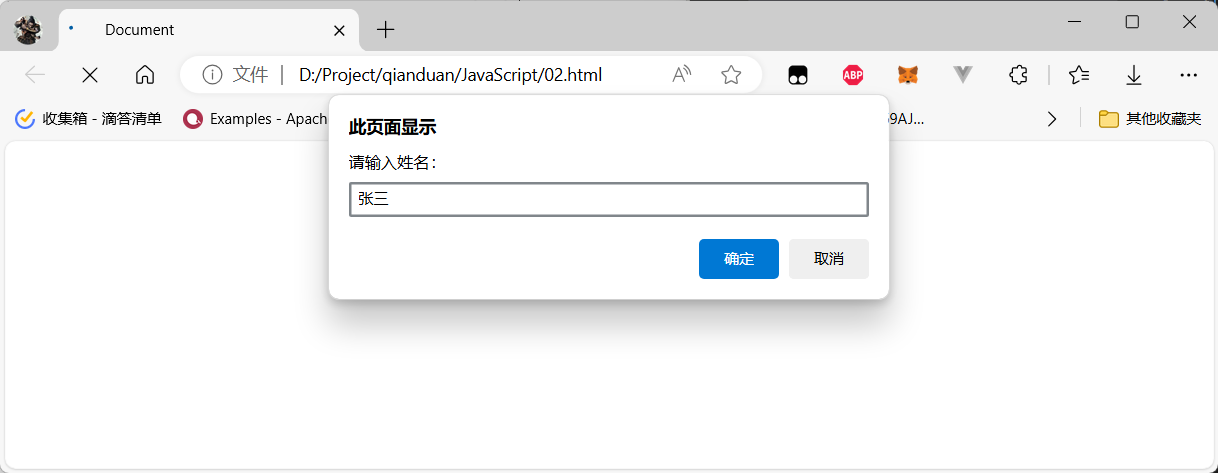 Document
文件 | D:/Project/qianduan/JavaScript/02.html
A
ABP
收集箱 - 滴答清单 Examples - Apach 9AJ... 其他收藏夹
此页面显示
请输入姓名：
张三
确定 取消